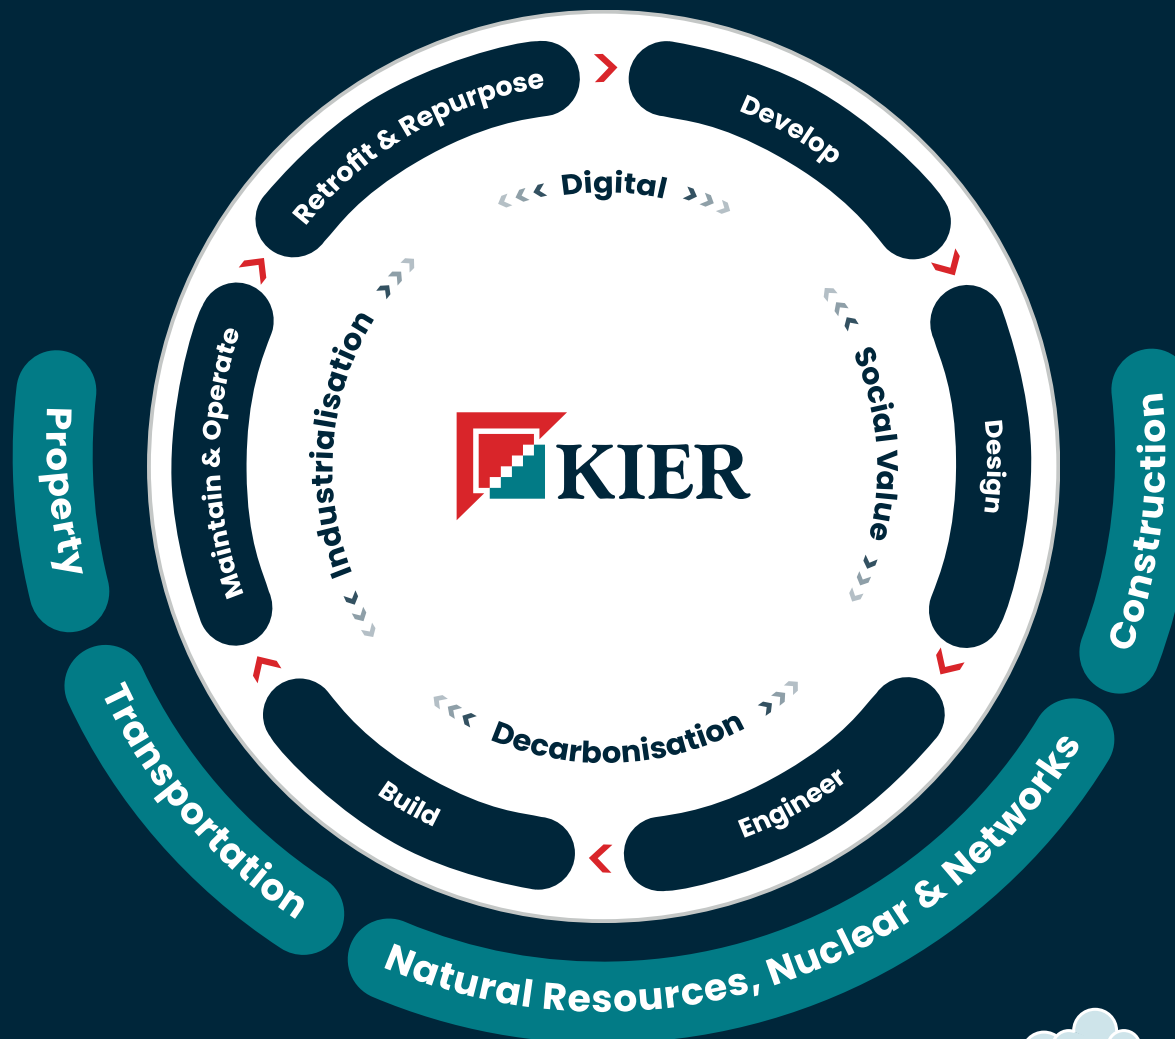 Retrofit & Repurpose
Develop
Design
Engineer
Build
Maintain & Operate
Digital
Social Value
Decarbonisation
Industrialisation
KIER
Property
Transportation
Natural Resources, Nuclear & Networks
Construction